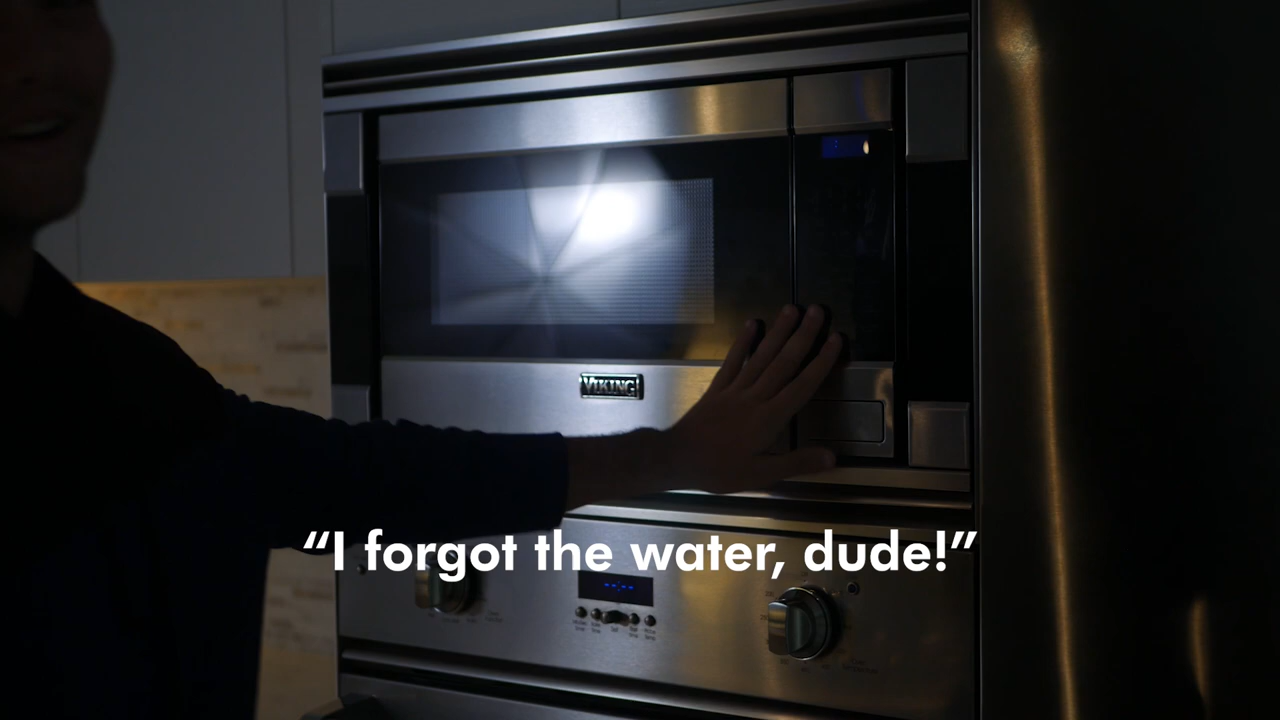 VIKING
“I forgot the water, dude!”